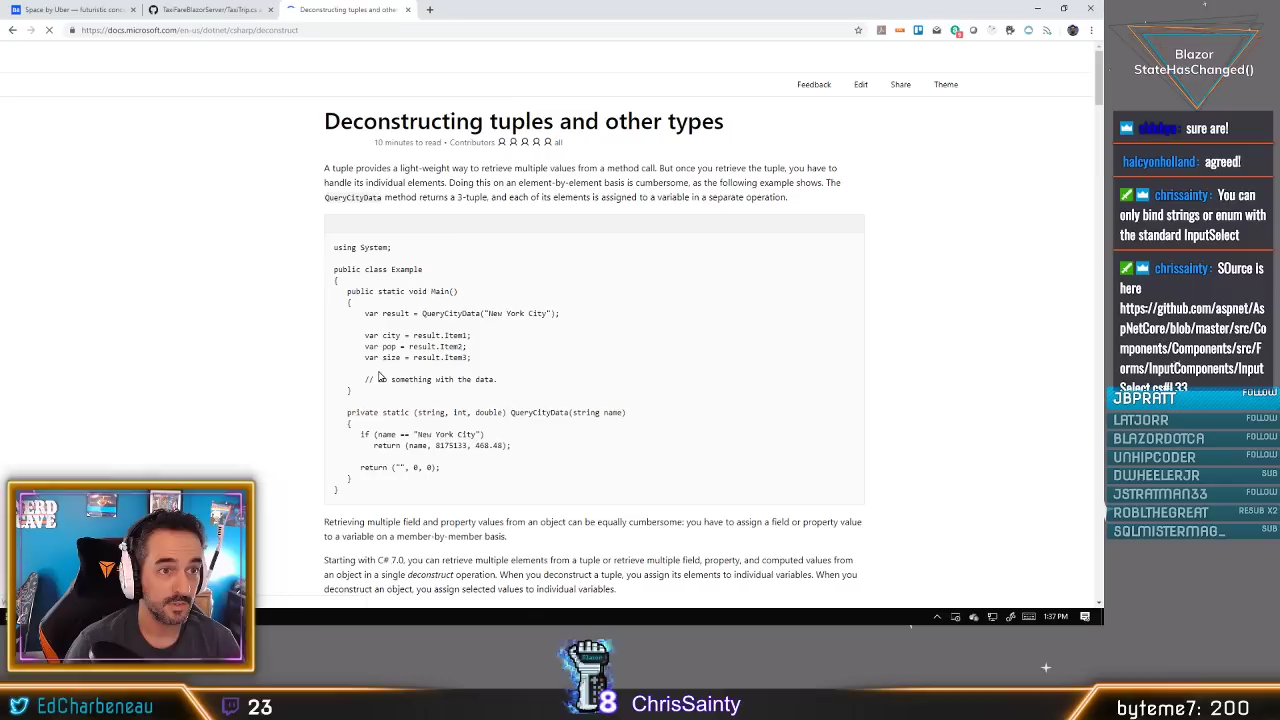 Space by Uber — futuristic conc
TaxiFareBlazorServer/TaxiTrip.cs
Deconstructing tuples and othe
https://docs.microsoft.com/en-us/dotnet/csharp/deconstruct
Feedback
Edit
Share
Theme
Deconstructing tuples and other types
10 minutes to read • Contributors
all
A tuple provides a light-weight way to retrieve multiple values from a method call. But once you retrieve the tuple, you have to
handle its individual elements. Doing this on an element-by-element basis is cumbersome, as the following example shows. The
QueryCityData method returns a 3-tuple, and each of its elements is assigned to a variable in a separate operation.
using System;
public class Example
{
public static void Main()
{
var result = QueryCityData("New York City");
var city = result.Item1;
var pop = result.Item2;
var size = result.Item3;
// Do something with the data.
}
private static (string, int, double) QueryCityData(string name)
{
if (name == "New York City")
return (name, 8175133, 468.48);
return ("", 0, 0);
}
}
Retrieving multiple field and property values from an object can be equally cumbersome: you have to assign a field or property value
to a variable on a member-by-member basis.
Starting with C# 7.0, you can retrieve multiple elements from a tuple or retrieve multiple field, property, and computed values from
an object in a single deconstruct operation. When you deconstruct a tuple, you assign its elements to individual variables. When you
deconstruct an object, you assign selected values to individual variables.
1:37 PM
Blazor
StateHasChanged()
sure are!
halcyonholland: agreed!
chrissainty: You can
only bind strings or enum with
the standard InputSelect
chrissainty: SOurce is
here
https://github.com/aspnet/As
pNetCore/blob/master/src/Co
mponents/Components/src/F
orms/InputComponents/Input
Select.cs#L33
JBPRATT FOLLOW
LATJORR FOLLOW
BLAZORDOTCA FOLLOW
UNHIPCODER FOLLOW
DWHEELERJR SUB
JSTRATMAN33 FOLLOW
ROBLTHEGREAT RESUB X2
SQLMISTERMAG_ SUB
NERD
CAVE
Blazor
EdCharbeneau
23
8
ChrisSainty
byteme7: 200